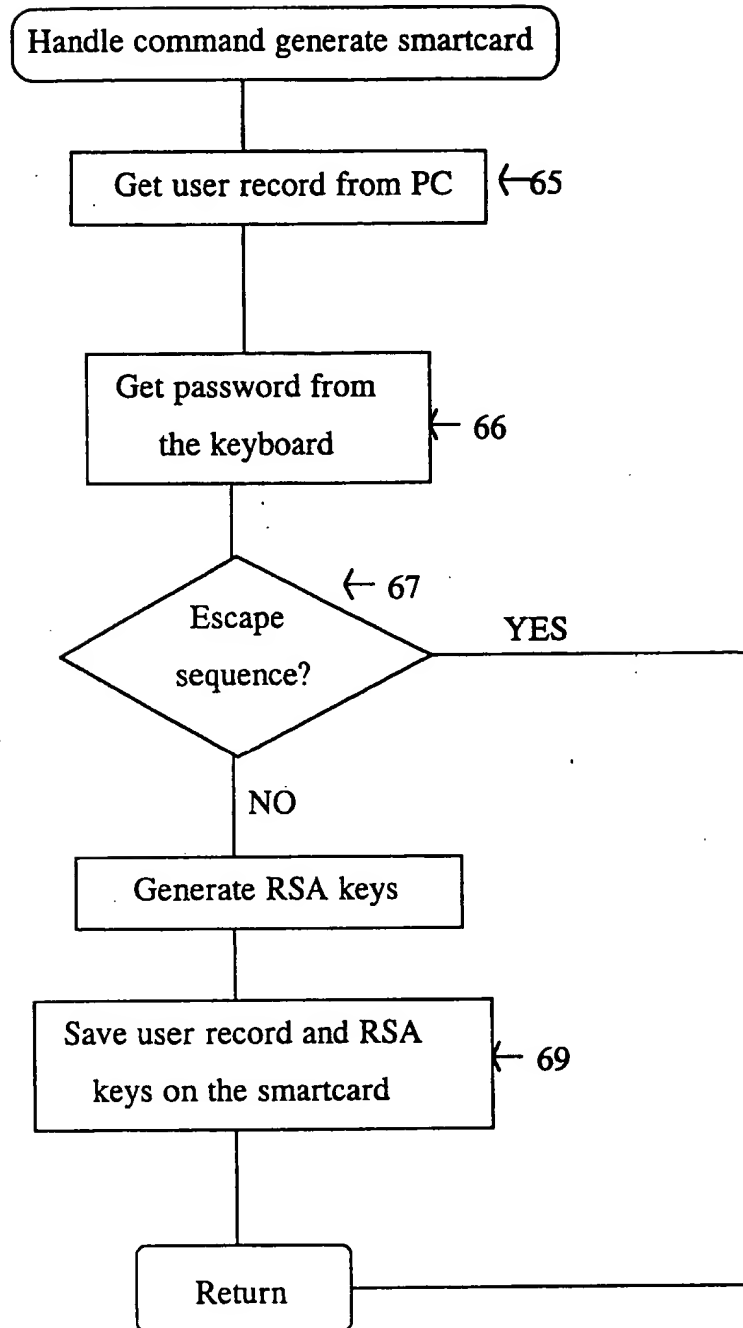 Handle command generate smartcard
Get user record from PC
65
Get password from
the keyboard
66
67
Escape
sequence?
YES
NO
Generate RSA keys
Save user record and RSA
keys on the smartcard
69
Return